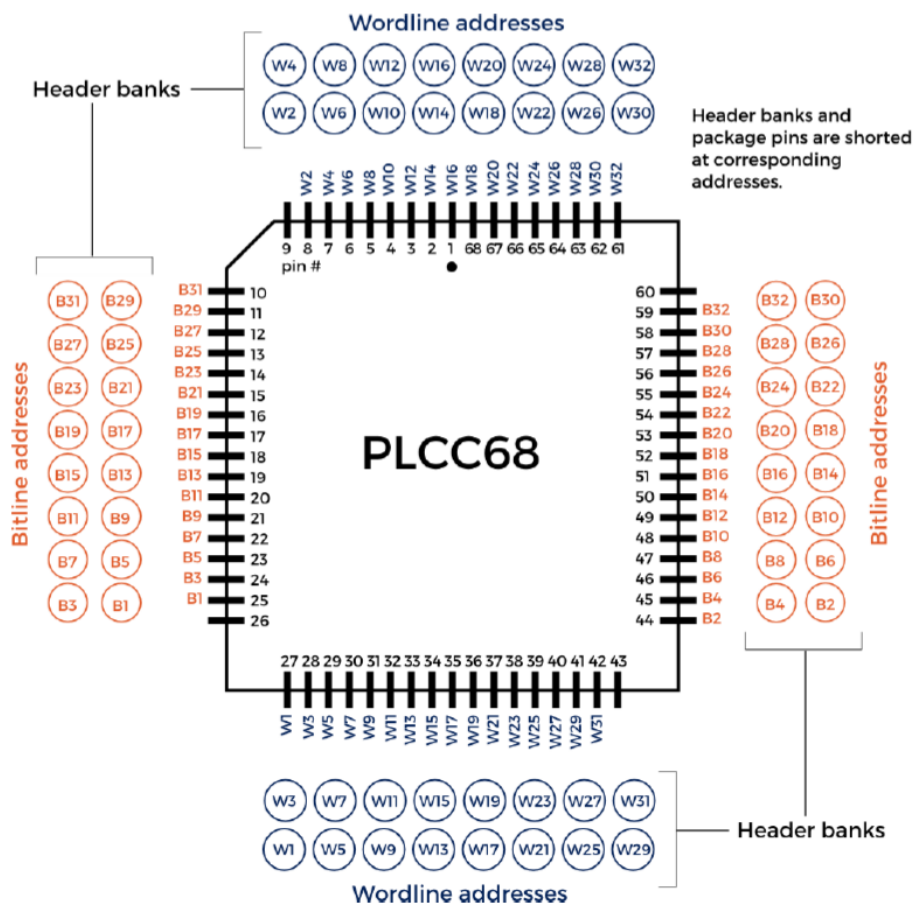 Wordline addresses
W4 W8 W12 W16 W20 W24 W28 W32
Header banks
W2 W6 W10 W14 W18 W22 W26 W30
Header banks and
package pins are shorted
at corresponding
addresses.
W2 W4 W6 W8 W10 W12 W14 W16 W18 W20 W22 W24 W26 W28 W30 W32
9 8 7 6 5 4 3 2 1 68 67 66 65 64 63 62 61
pin #
B31 B29 B31 10 60 B32 B30
B29 11 59 B32
B27 B25 B27 12 58 B30 B28 B26
B25 13 57 B28
B23 B21 B23 14 56 B26 B24 B22
B21 15 55 B24
B19 16 54 B22
B19 B17 B17 17 53 B20 B20 B18
Bitline addresses
PLCC68
Bitline addresses
B15 18 52 B18
B15 B13 B13 19 51 B16 B16 B14
B11 20 50 B14
B11 B9 B9 21 49 B12 B12 B10
B7 22 48 B10
B7 B5 B5 23 47 B8 B8 B6
B3 24 46 B6
B3 B1 B1 25 45 B4 B4 B2
26 44 B2
27 28 29 30 31 32 33 34 35 36 37 38 39 40 41 42 43
W1 W3 W5 W7 W9 W11 W13 W15 W17 W19 W21 W23 W25 W27 W29 W31
W3 W7 W11 W15 W19 W23 W27 W31
Header banks
W1 W5 W9 W13 W17 W21 W25 W29
Wordline addresses